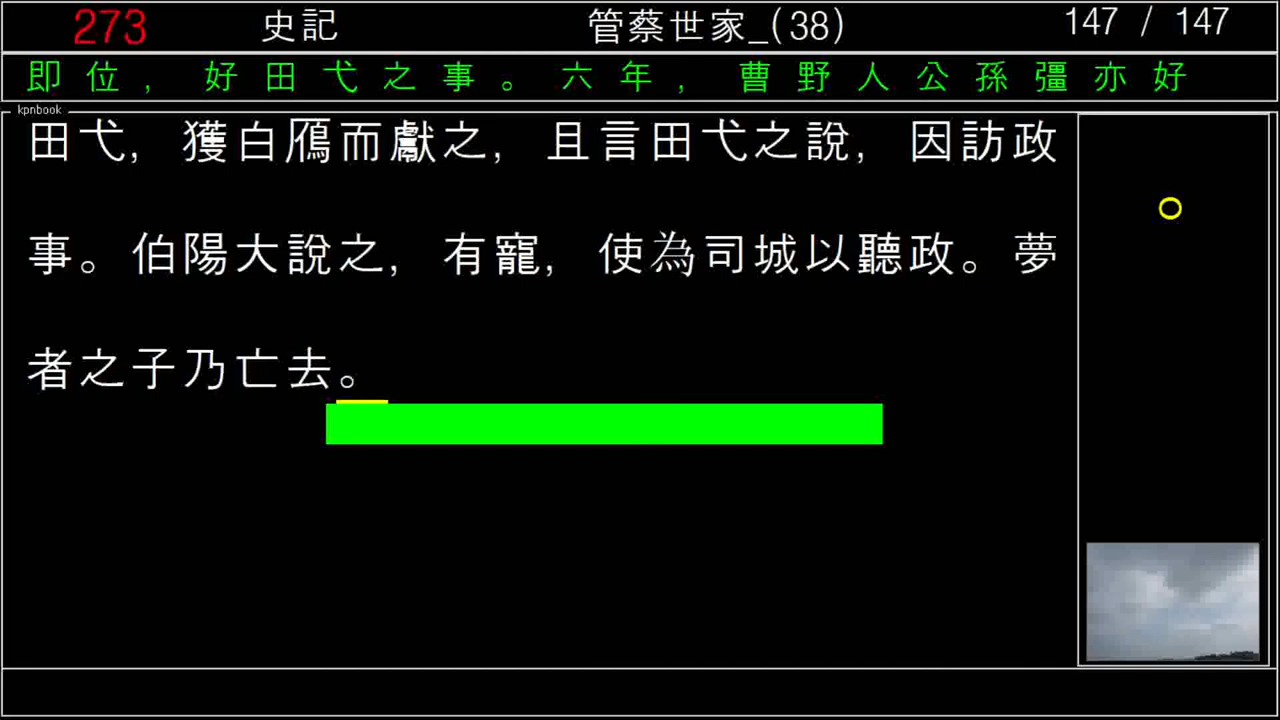 273 史記 管蔡世家_(38) 147 / 147
即位，好田弋之事。六年，曹野人公孫彊亦好
kpnbook
田弋，獲白鴈而獻之，且言田弋之說，因訪政
事。伯陽大說之，有寵，使為司城以聽政。夢
者之子乃亡去。